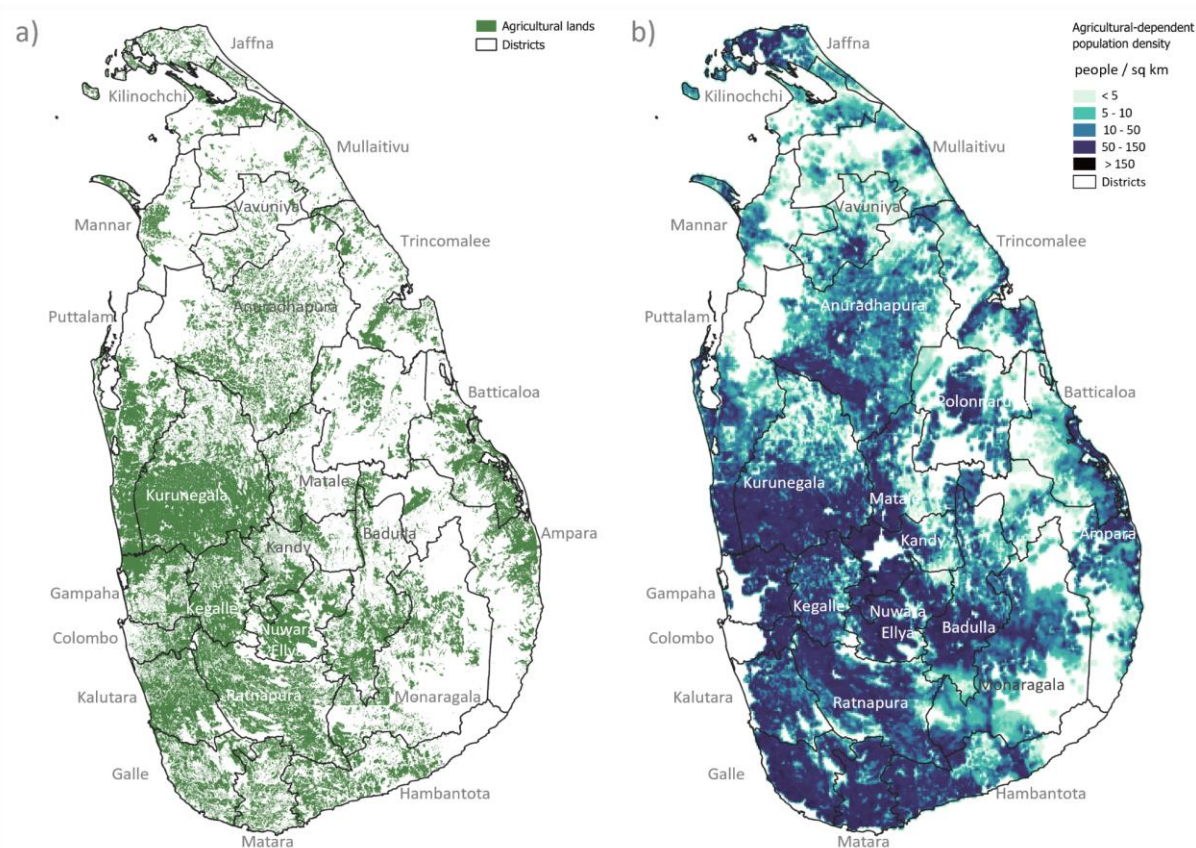 a)
Agricultural lands
Districts
Jaffna
Kilinochchi
Mullaitivu
Vavuniya
Mannar
Trincomalee
Anuradhapura
Puttalam
Batticaloa
Kurunegala
Matale
Ampara
Kandy
Badulla
Gampaha
Kegalle
Colombo
Nuwara
Ellya
Kalutara
Ratnapura
Monaragala
Galle
Hambantota
Matara
b)
Agricultural-dependent
population density
people / sq km
< 5
5 - 10
10 - 50
50 - 150
> 150
Districts
Jaffna
Kilinochchi
Mullaitivu
Vavuniya
Mannar
Trincomalee
Anuradhapura
Puttalam
Batticaloa
Polonnaruwa
Kurunegala
Matale
Ampara
Kandy
Gampaha
Kegalle
Nuwara
Ellya
Badulla
Colombo
Kalutara
Ratnapura
Monaragala
Galle
Hambantota
Matara